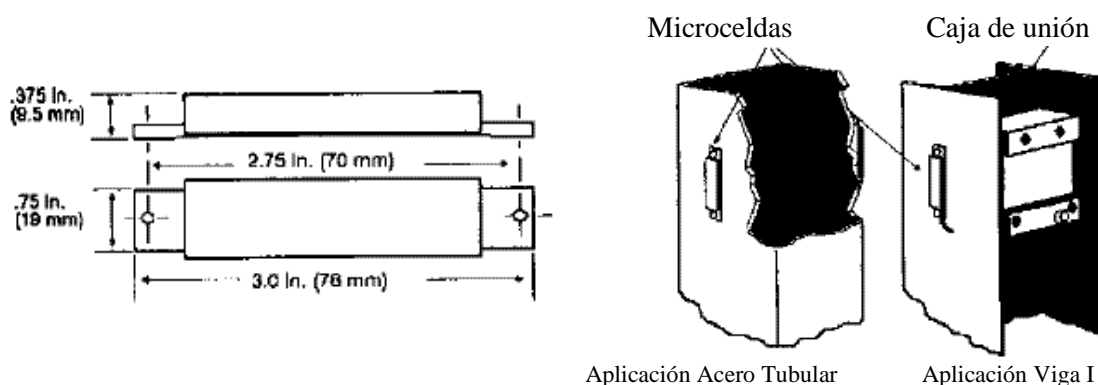 Microceldas
Caja de unión
.375 In.
(9.5 mm)
2.75 In. (70 mm)
.75 In.
(19 mm)
3.0 In. (76 mm)
Aplicación Acero Tubular
Aplicación Viga I